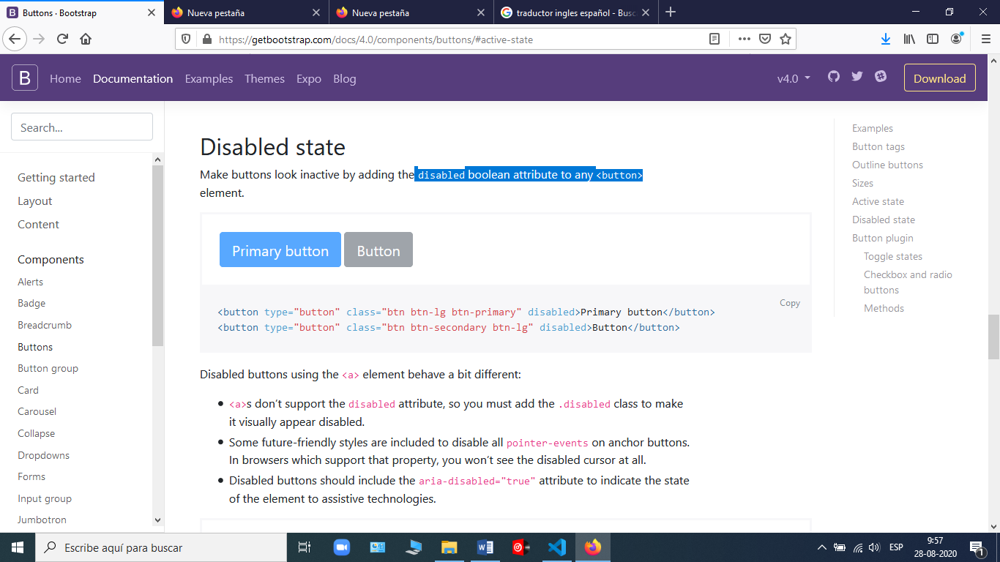 Buttons · Bootstrap
Nueva pestaña
Nueva pestaña
traductor ingles español - Busc
https://getbootstrap.com/docs/4.0/components/buttons/#active-state
B Home Documentation Examples Themes Expo Blog v4.0 Download
Search...
Getting started
Layout
Content
Components
Alerts
Badge
Breadcrumb
Buttons
Button group
Card
Carousel
Collapse
Dropdowns
Forms
Input group
Jumbotron
Disabled state
Make buttons look inactive by adding the disabled boolean attribute to any <button>
element.
Primary button Button
Copy
<button type="button" class="btn btn-lg btn-primary" disabled>Primary button</button>
<button type="button" class="btn btn-secondary btn-lg" disabled>Button</button>
Disabled buttons using the <a> element behave a bit different:
• <a>s don’t support the disabled attribute, so you must add the .disabled class to make
it visually appear disabled.
• Some future-friendly styles are included to disable all pointer-events on anchor buttons.
In browsers which support that property, you won’t see the disabled cursor at all.
• Disabled buttons should include the aria-disabled="true" attribute to indicate the state
of the element to assistive technologies.
Examples
Button tags
Outline buttons
Sizes
Active state
Disabled state
Button plugin
Toggle states
Checkbox and radio
buttons
Methods
Escribe aquí para buscar
ESP
9:57
28-08-2020
1